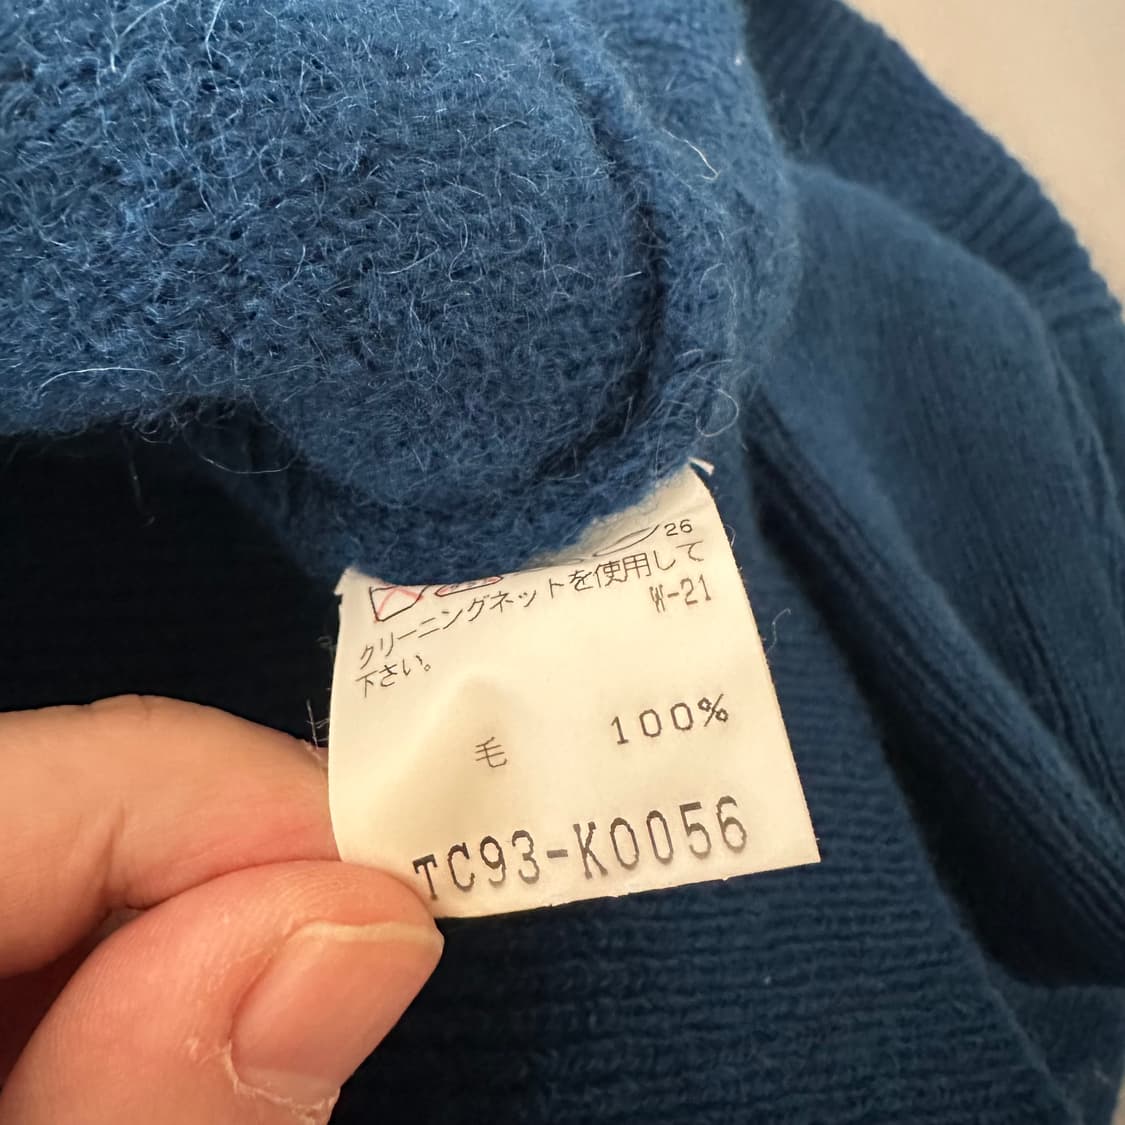 26
クリーニングネットを使用して
下さい。
W-21
毛 100%
TC93-K0056